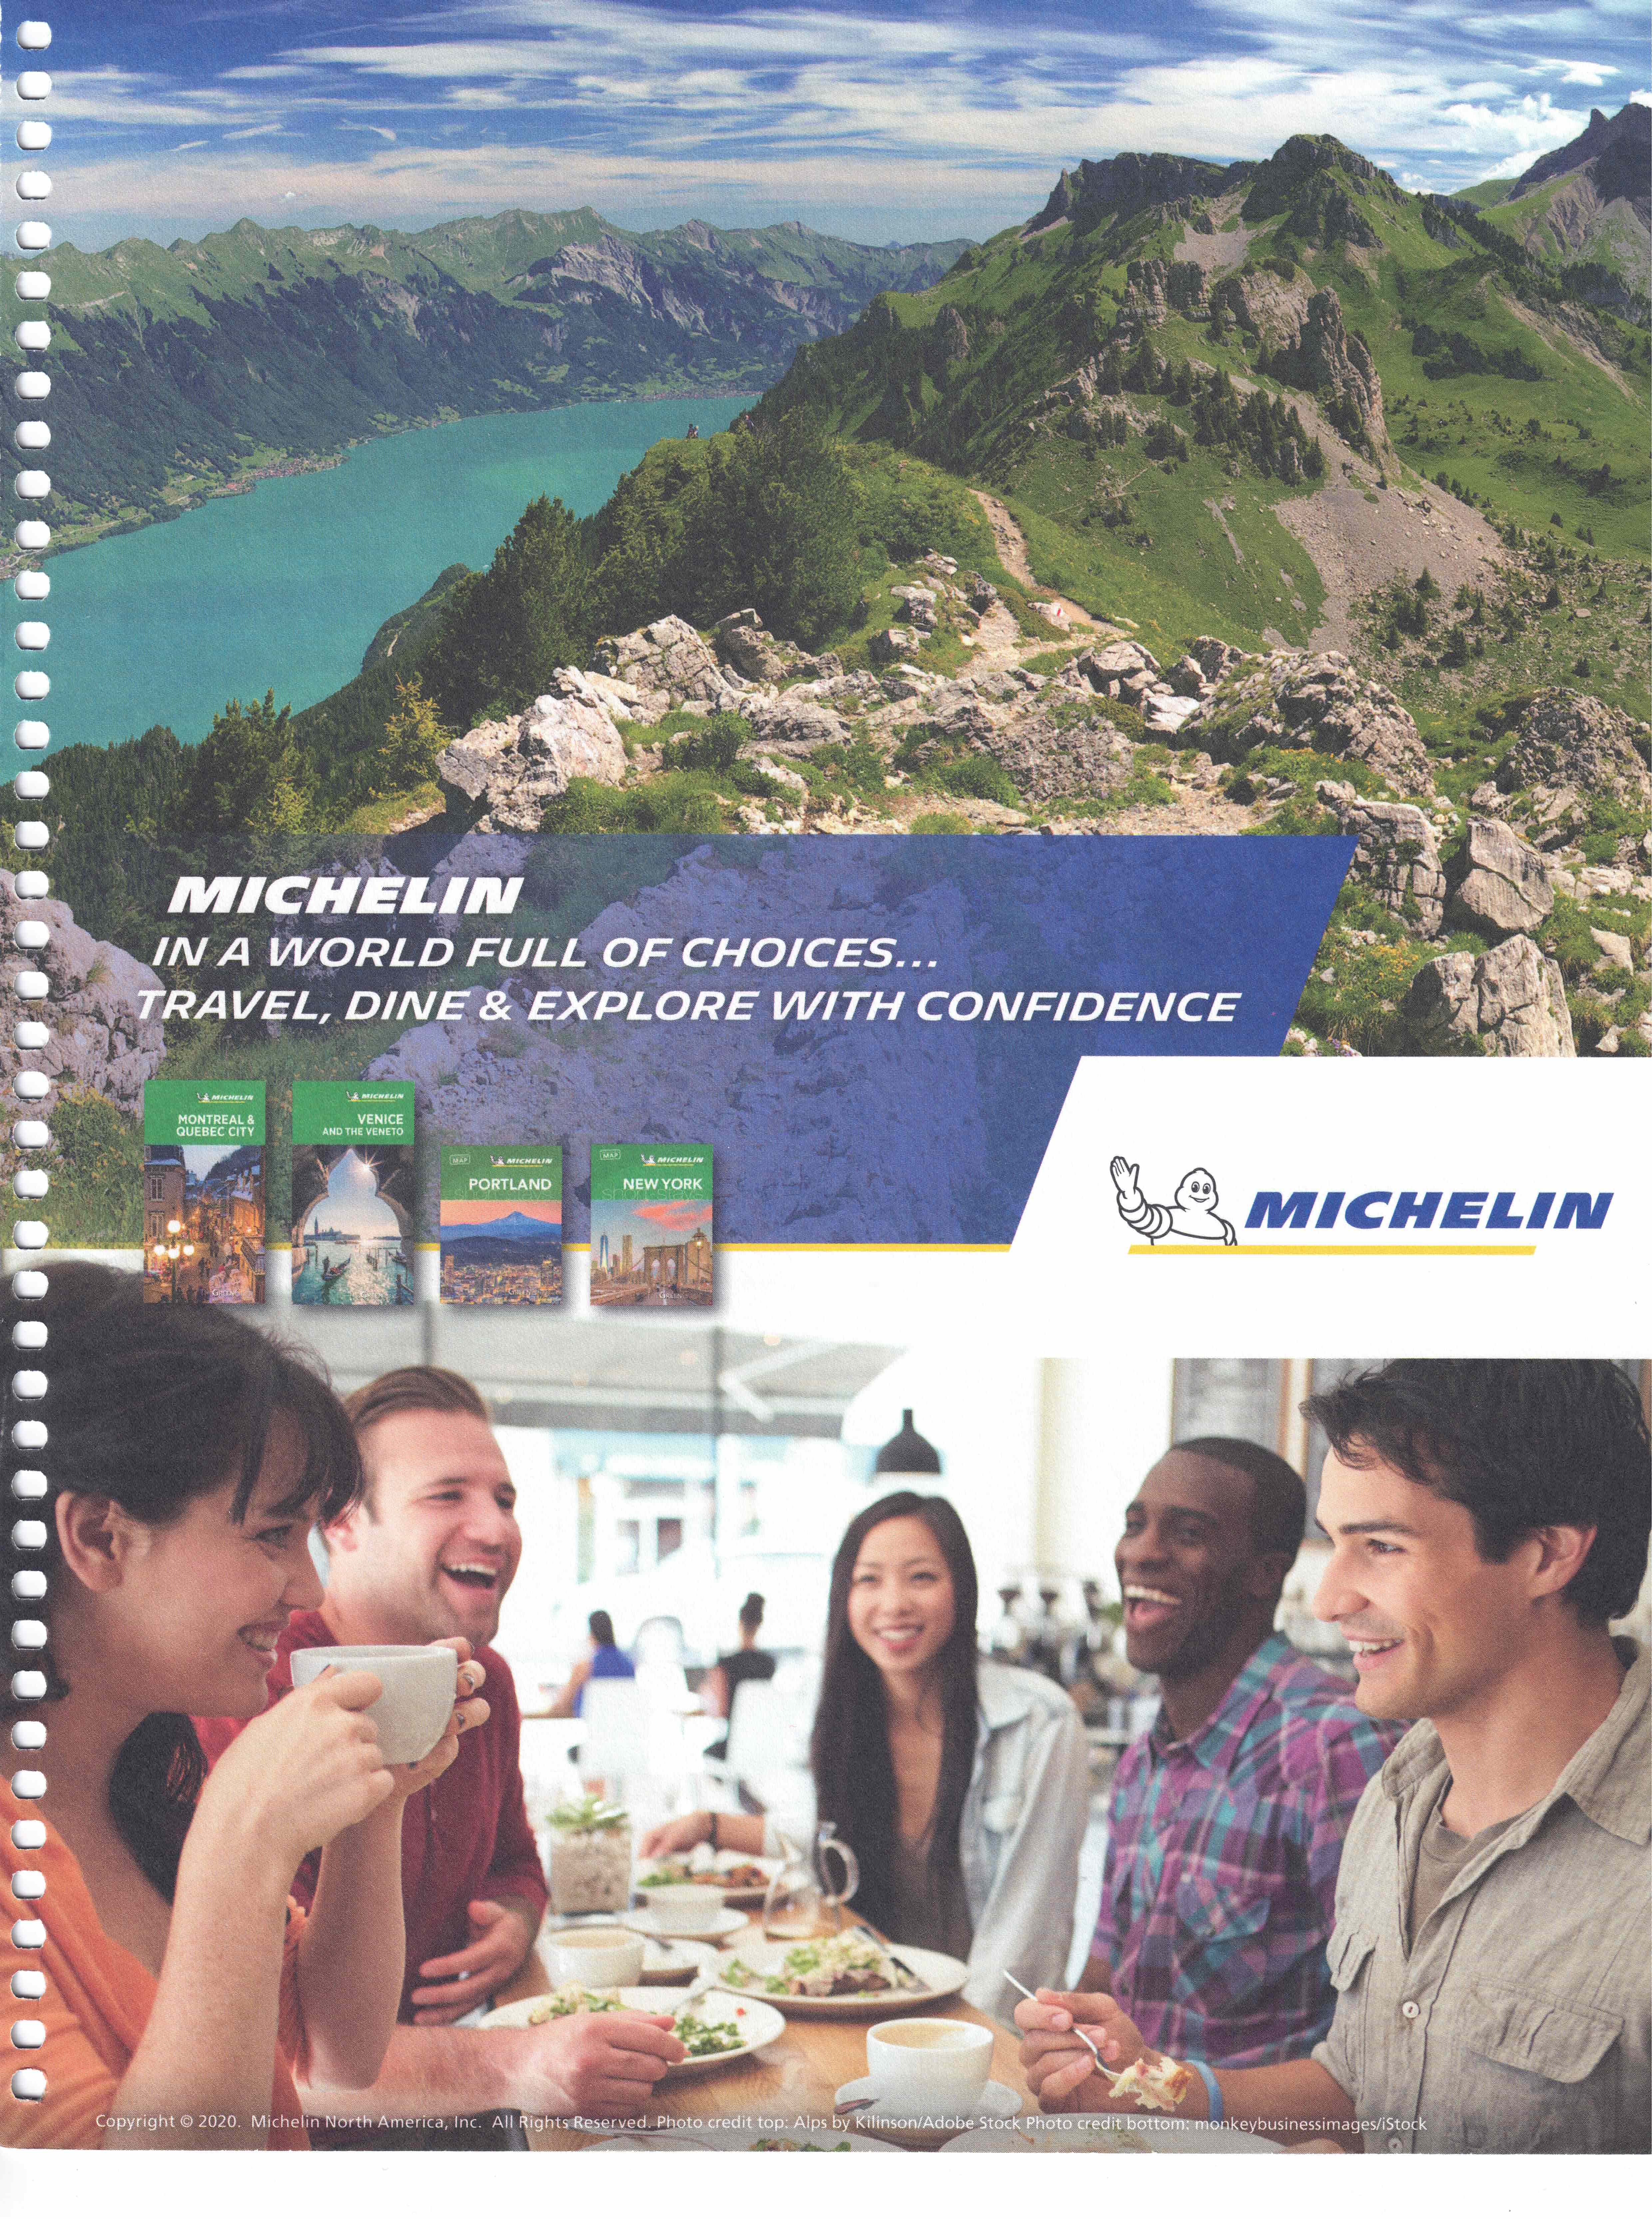 MICHELIN
IN A WORLD FULL OF CHOICES...
TRAVEL, DINE & EXPLORE WITH CONFIDENCE
MICHELIN
MONTREAL &
QUEBEC CITY
MICHELIN
VENICE
AND THE VENETO
MAP
MICHELIN
PORTLAND
MAP
MICHELIN
NEW YORK
short-stays
MICHELIN
Copyright © 2020. Michelin North America, Inc. All Rights Reserved. Photo credit top: Alps by Kilinson/Adobe Stock Photo credit bottom: monkeybusinessimages/iStock